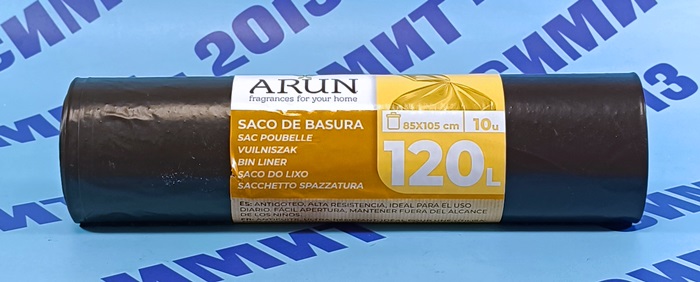 ARUN
fragrances for your home
SACO DE BASURA
SAC POUBELLE
VUILNISZAK
BIN LINER
SACO DO LIXO
SACCHETTO SPAZZATURA
85X105 cm
10u
120L
ES: ANTIGOTEO, ALTA RESISTENCIA, IDEAL PARA EL USO
DIARIO, FÁCIL APERTURA, MANTENER FUERA DEL ALCANCE
DE LOS NIÑOS.
СИМИТ 2013